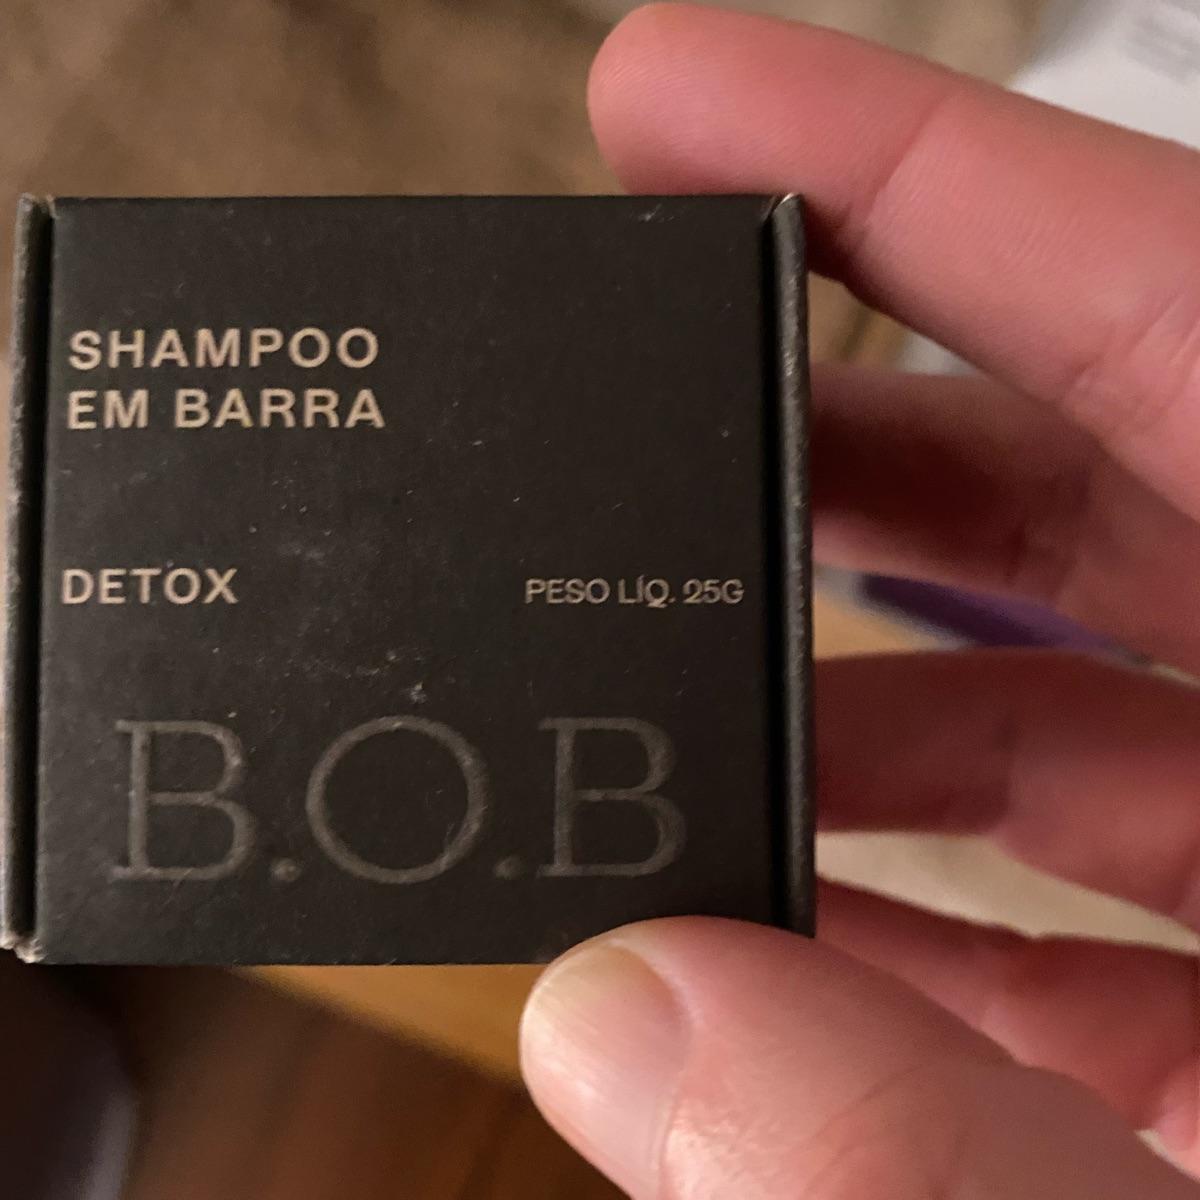 SHAMPOO
EM BARRA
DETOX
PESO LÍQ. 25G
B.O.B